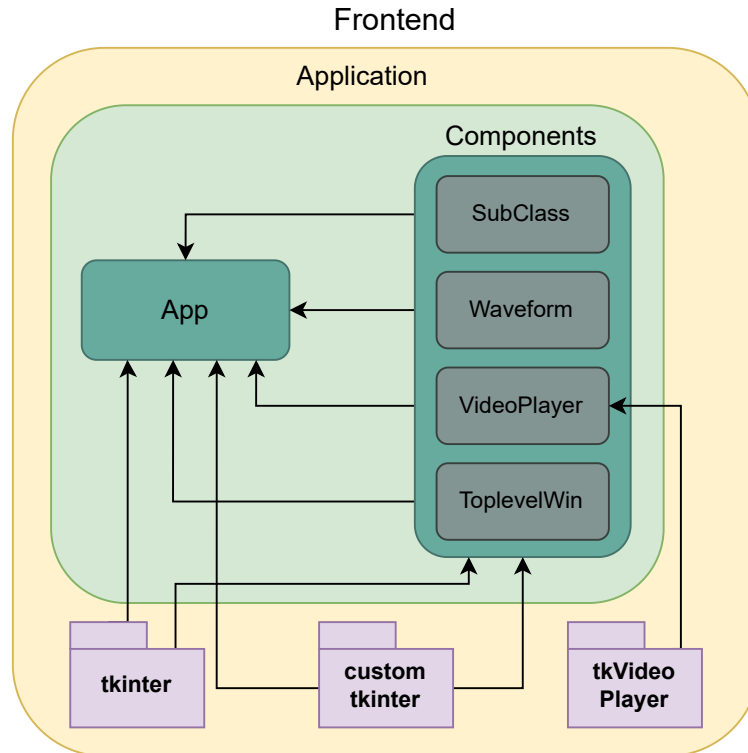 Frontend
Application
Components
SubClass
App
Waveform
VideoPlayer
ToplevelWin
tkinter
custom
tkinter
tkVideo
Player